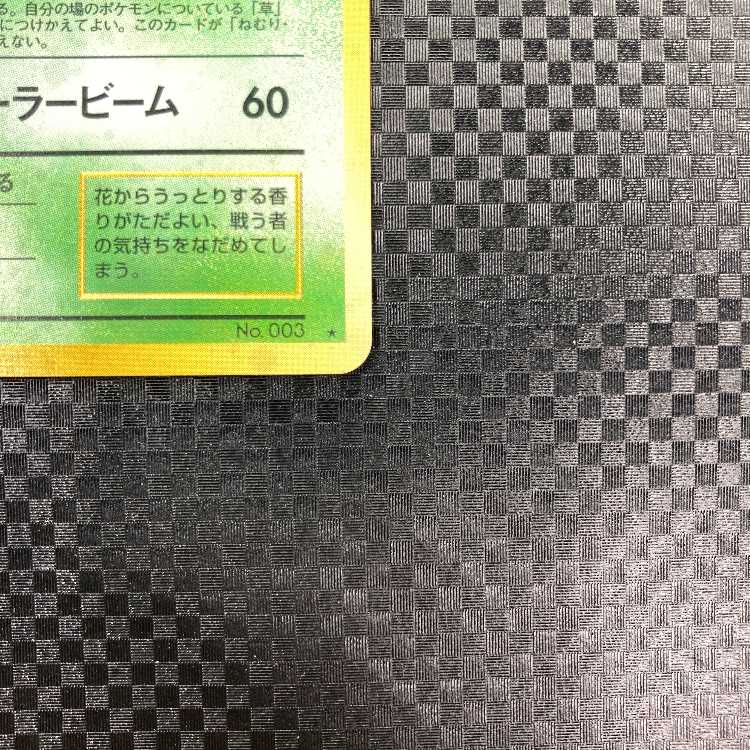 る。自分の場のポケモンについている「草」
につけかえてよい。このカードが「ねむり・
えない。
ーラービーム 60
る
花からうっとりする香
りがただよい、戦う者
の気持ちをなだめてし
まう。
No. 003 ★